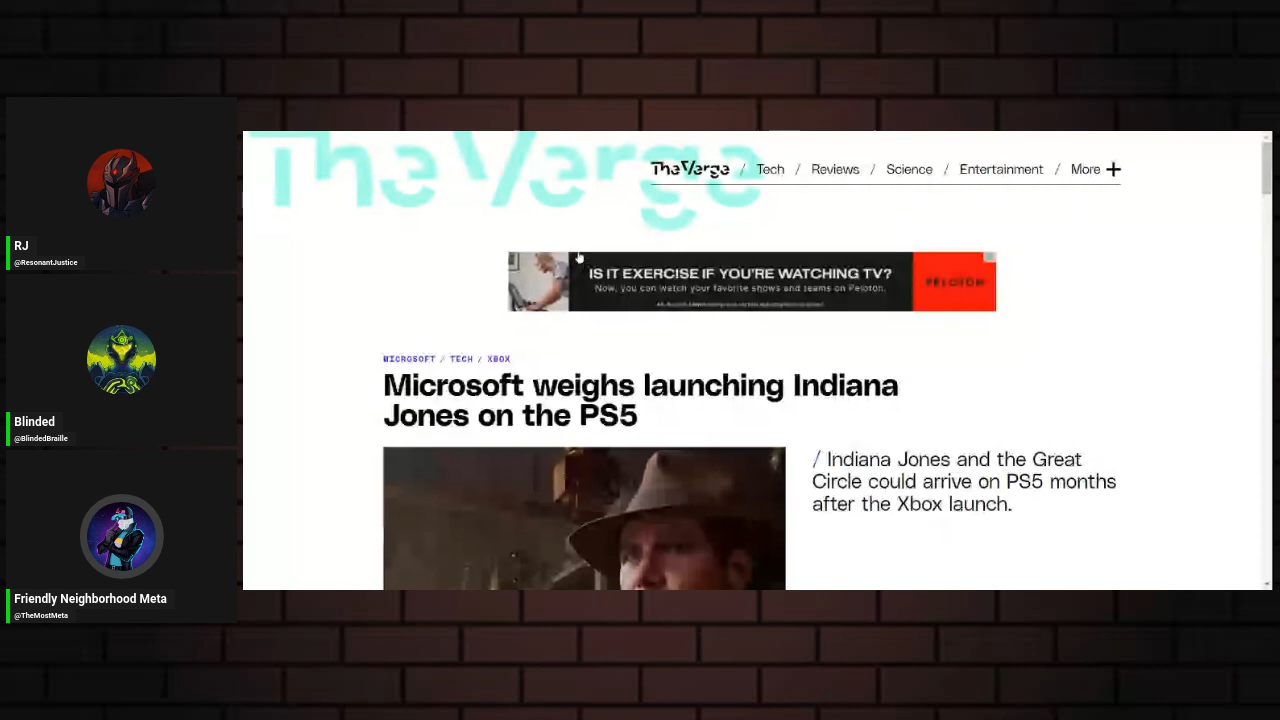 RJ
@ResonantJustice
Blinded
@BlindedBraille
Friendly Neighborhood Meta
@TheMostMeta
The Verge
The Verge / Tech / Reviews / Science / Entertainment / More +
IS IT EXERCISE IF YOU'RE WATCHING TV?
Now, you can watch your favorite shows and teams on Peloton.
PELOTON
MICROSOFT / TECH / XBOX
Microsoft weighs launching Indiana
Jones on the PS5
/ Indiana Jones and the Great
Circle could arrive on PS5 months
after the Xbox launch.